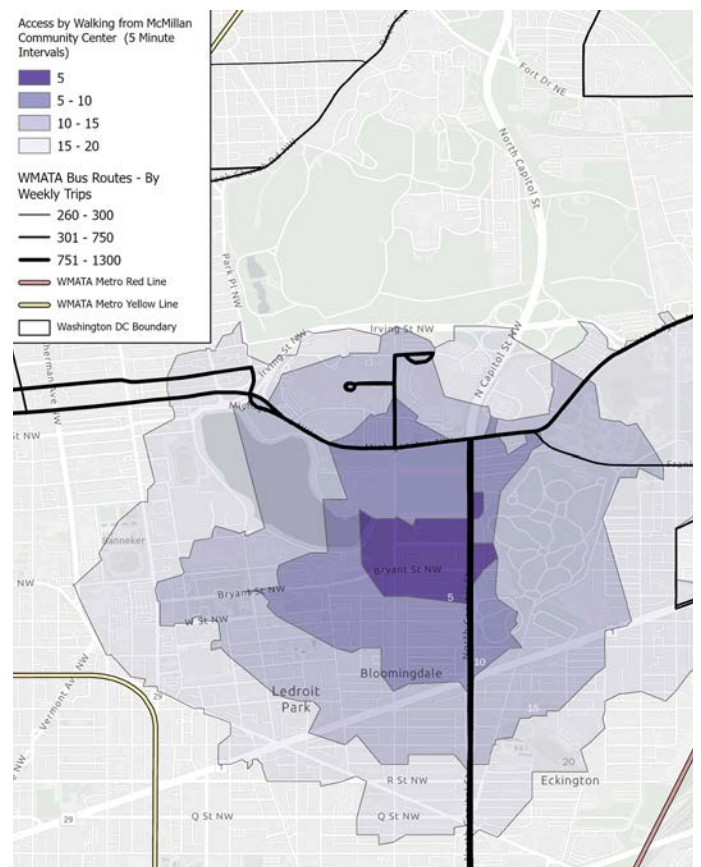 Access by Walking from McMillan
Community Center (5 Minute
Intervals)
5
5 - 10
10 - 15
15 - 20
WMATA Bus Routes - By
Weekly Trips
260 - 300
301 - 750
751 - 1300
WMATA Metro Red Line
WMATA Metro Yellow Line
Washington DC Boundary
Fort Dr NE
North Capitol St
Park Pl NW
Irving St NW
Irving St NW
N Capitol St NW
St NW
Banneker
NW
Bryant St NW
Bryant St NW
W St NW
5
10
Bloomingdale
Ledroit
Park
Vermont Av NW
29
15
20
Eckington
R St NW
29
Q St NW
Q St NW